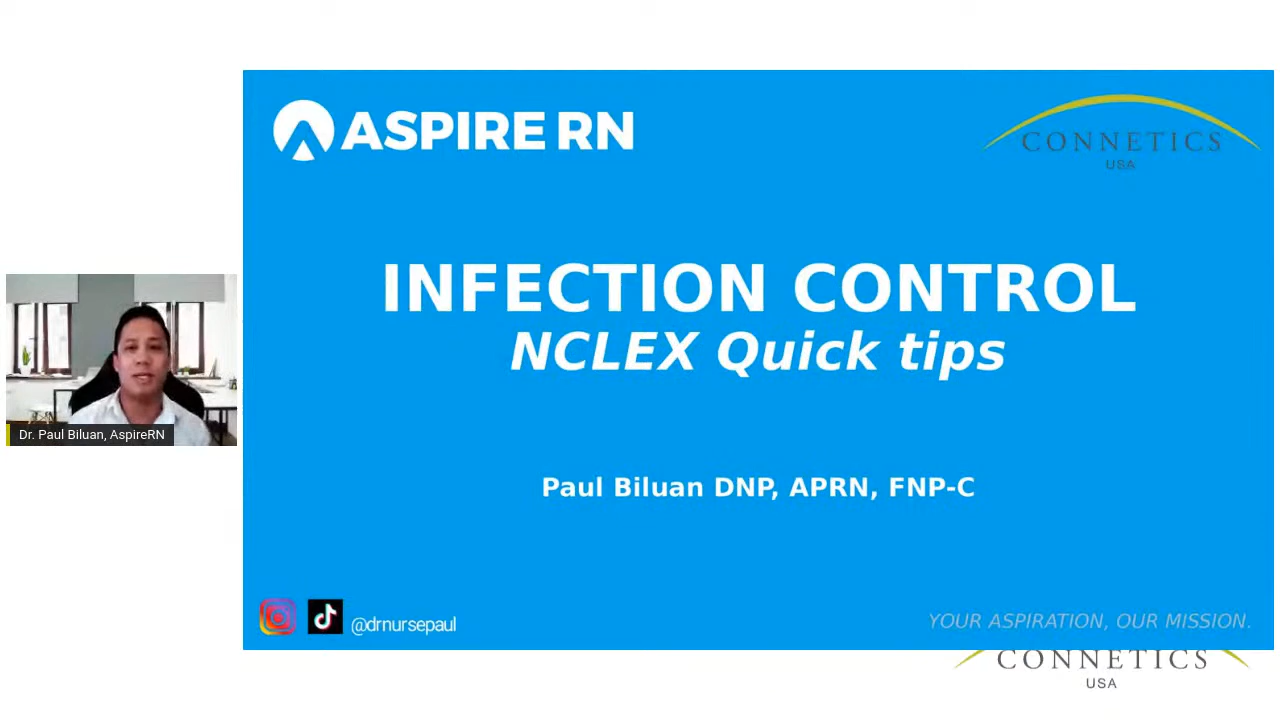 ASPIRE RN
CONNETICS
USA
INFECTION CONTROL
NCLEX Quick tips
Dr. Paul Biluan, AspireRN
Paul Biluan DNP, APRN, FNP-C
@drnursepaul
YOUR ASPIRATION, OUR MISSION.
CONNETICS
USA